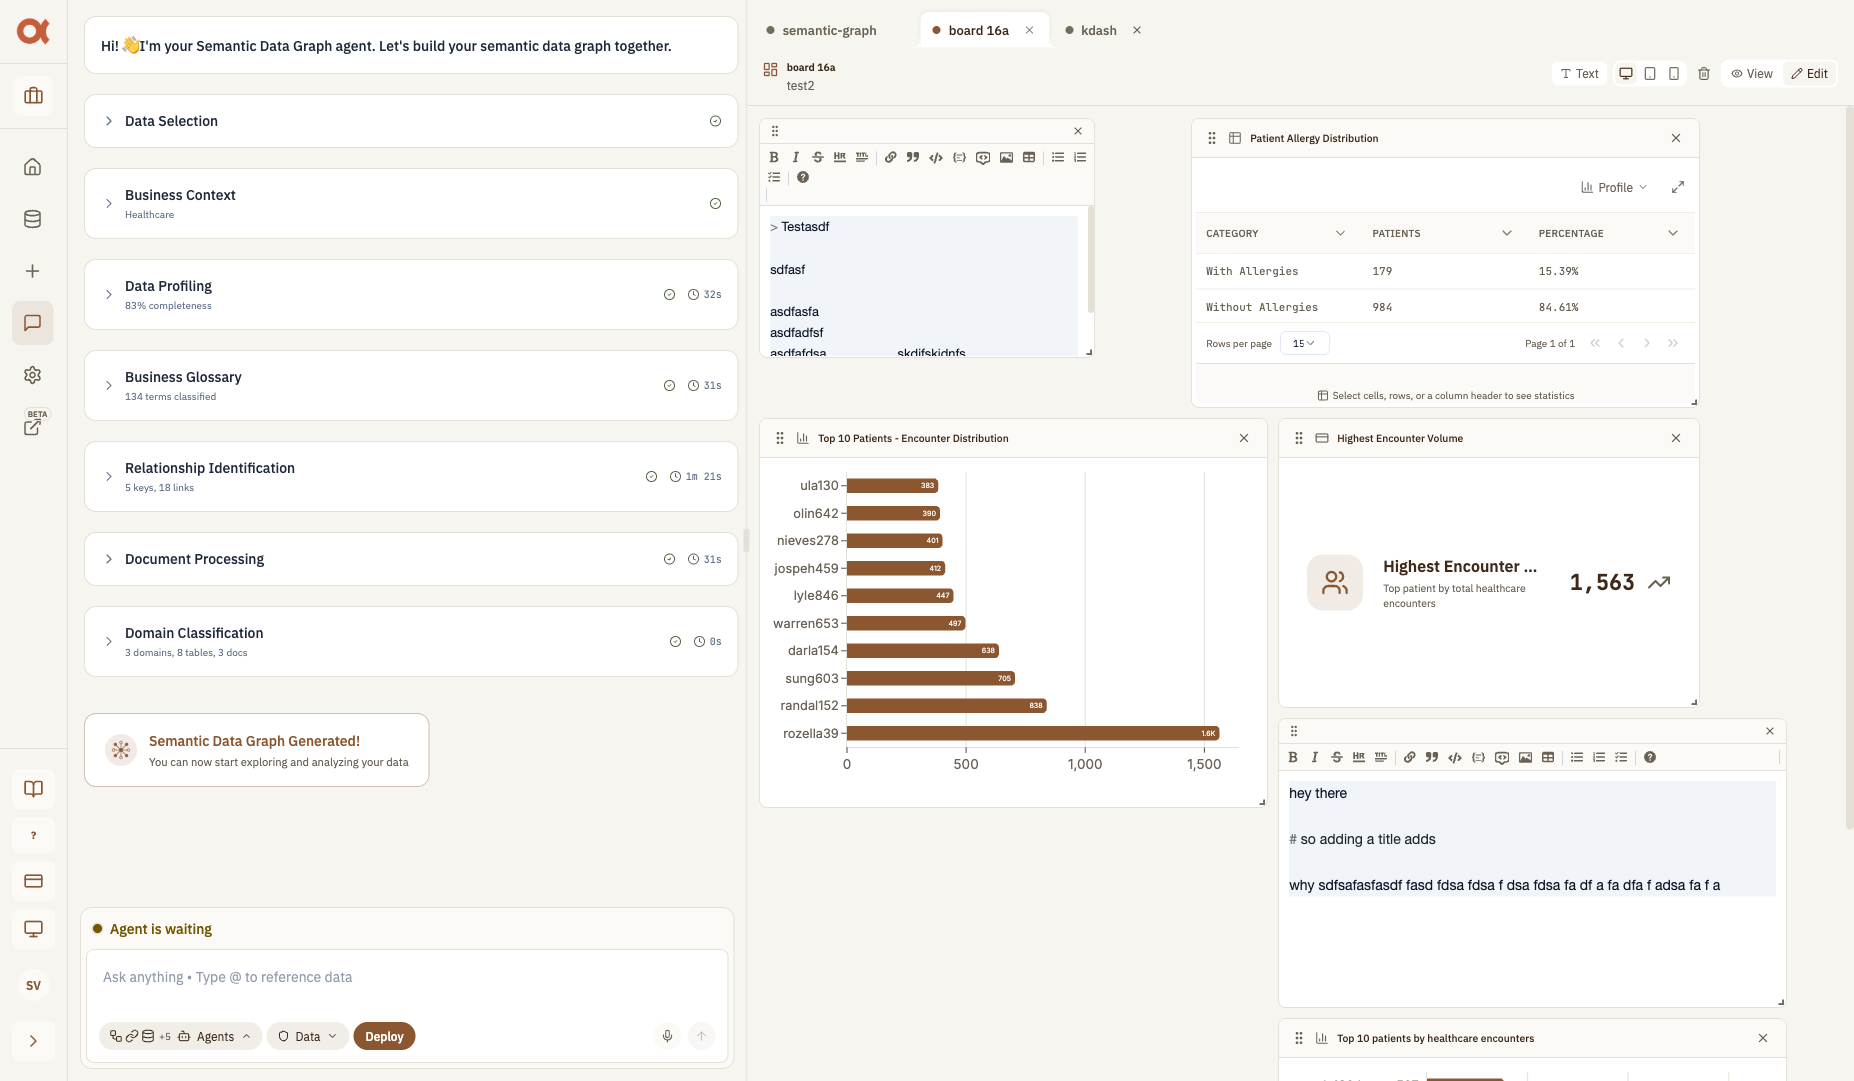 Hi! 👋I'm your Semantic Data Graph agent. Let's build your semantic data graph together.
Data Selection
Business Context
Healthcare
Data Profiling
83% completeness
32s
Business Glossary
134 terms classified
31s
Relationship Identification
5 keys, 18 links
1m 21s
Document Processing
31s
Domain Classification
3 domains, 8 tables, 3 docs
0s
Semantic Data Graph Generated!
You can now start exploring and analyzing your data
Agent is waiting
Ask anything • Type @ to reference data
+5 Agents
Data
Deploy
BETA
?
SV
semantic-graph
board 16a
kdash
board 16a
test2
Text
View
Edit
B I S HR TITL
> Testasdf
sdfasf
asdfasfa
asdfadfsf
asdfafdsa skdifskidnfs
Patient Allergy Distribution
Profile
CATEGORY PATIENTS PERCENTAGE
With Allergies 179 15.39%
Without Allergies 984 84.61%
Rows per page 15 Page 1 of 1
Select cells, rows, or a column header to see statistics
Top 10 Patients - Encounter Distribution
ula130 383
olin642 390
nieves278 401
jospeh459 412
lyle846 447
warren653 497
darla154 638
sung603 705
randal152 838
rozella39 1.6K
0 500 1,000 1,500
Highest Encounter Volume
Highest Encounter ...
Top patient by total healthcare
encounters
1,563
B I S HR TITL
hey there
# so adding a title adds
why sdfsafasfasdf fasd fdsa fdsa f dsa fdsa fa df a fa dfa f adsa fa f a
Top 10 patients by healthcare encounters